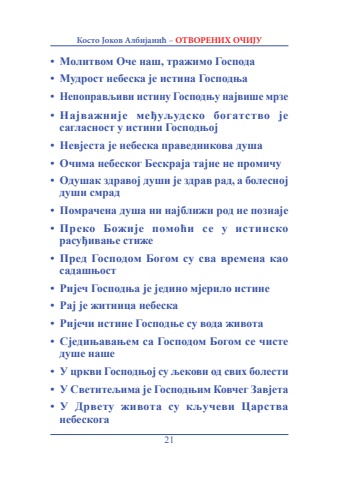 Косто Јоков Албијанић – ОТВОРЕНИХ ОЧИЈУ
• Молитвом Оче наш, тражимо Господа
• Мудрост небеска је истина Господња
• Непоправљиви истину Господњу највише мрзе
• Најважније међуљудско богатство је
сагласност у истини Господњој
• Невјеста је небеска праведникова душа
• Очима небеског Бескраја тајне не промичу
• Одушак здравој души је здрав рад, а болесној
души смрад
• Помрачена душа ни најближи род не познаје
• Преко Божије помоћи се у истинско
расуђивање стиже
• Пред Господом Богом су сва времена као
садашњост
• Ријеч Господња је једино мјерило истине
• Рај је житница небеска
• Ријечи истине Господње су вода живота
• Сједињавањем са Господом Богом се чисте
душе наше
• У цркви Господњој су љекови од свих болести
• У Светитељима је Господњим Ковчег Завјета
• У Дрвету живота су кључеви Царства
небескога
21